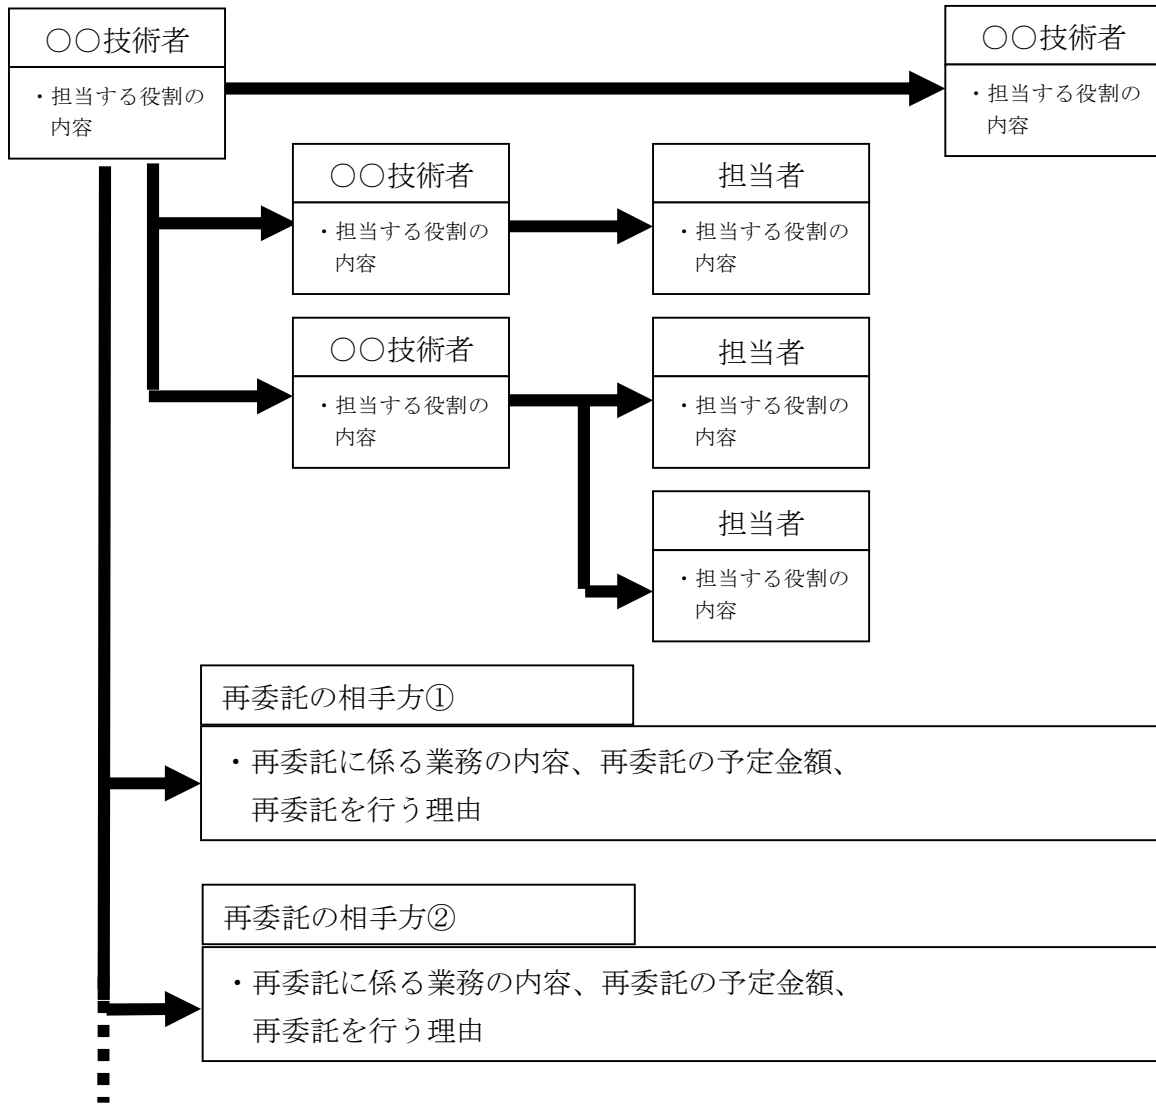 ○○技術者
・担当する役割の
内容
○○技術者
・担当する役割の
内容
○○技術者
・担当する役割の
内容
担当者
・担当する役割の
内容
○○技術者
・担当する役割の
内容
担当者
・担当する役割の
内容
担当者
・担当する役割の
内容
再委託の相手方①
・再委託に係る業務の内容、再委託の予定金額、
再委託を行う理由
再委託の相手方②
・再委託に係る業務の内容、再委託の予定金額、
再委託を行う理由